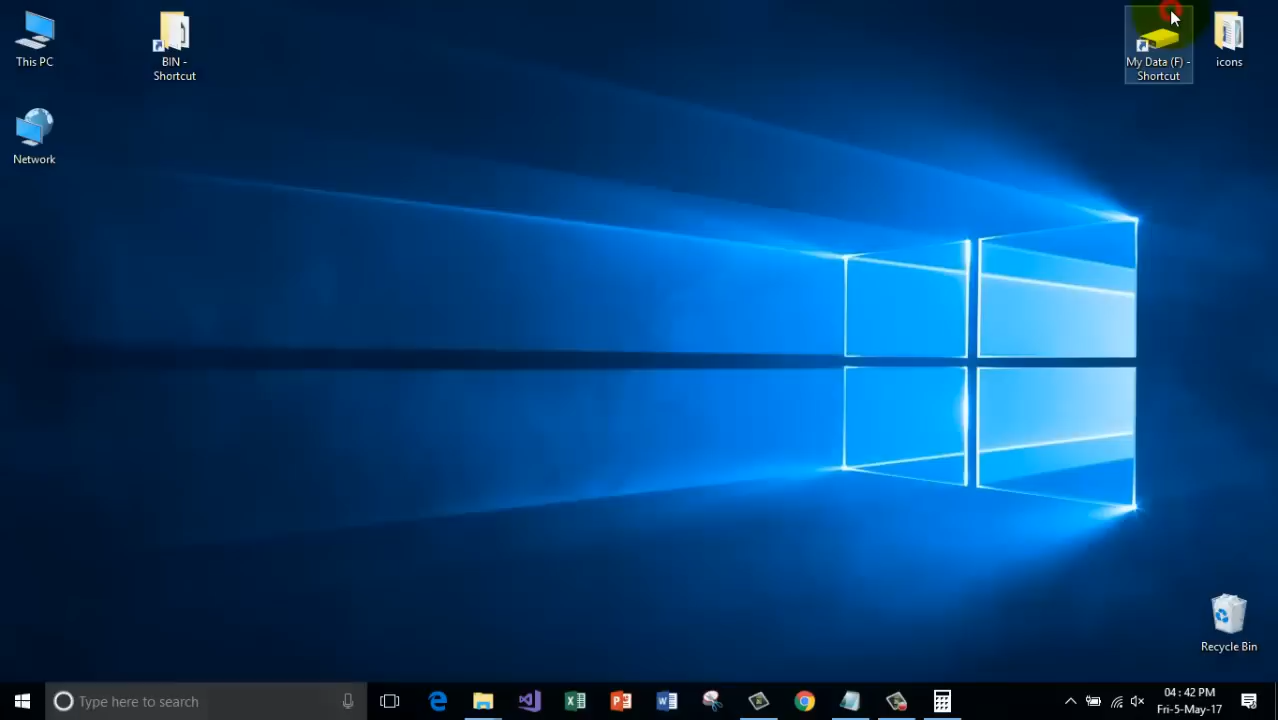 This PC
BIN -
Shortcut
My Data (F) -
Shortcut
icons
Network
Recycle Bin
Type here to search
04 : 42 PM
Fri-5-May-17